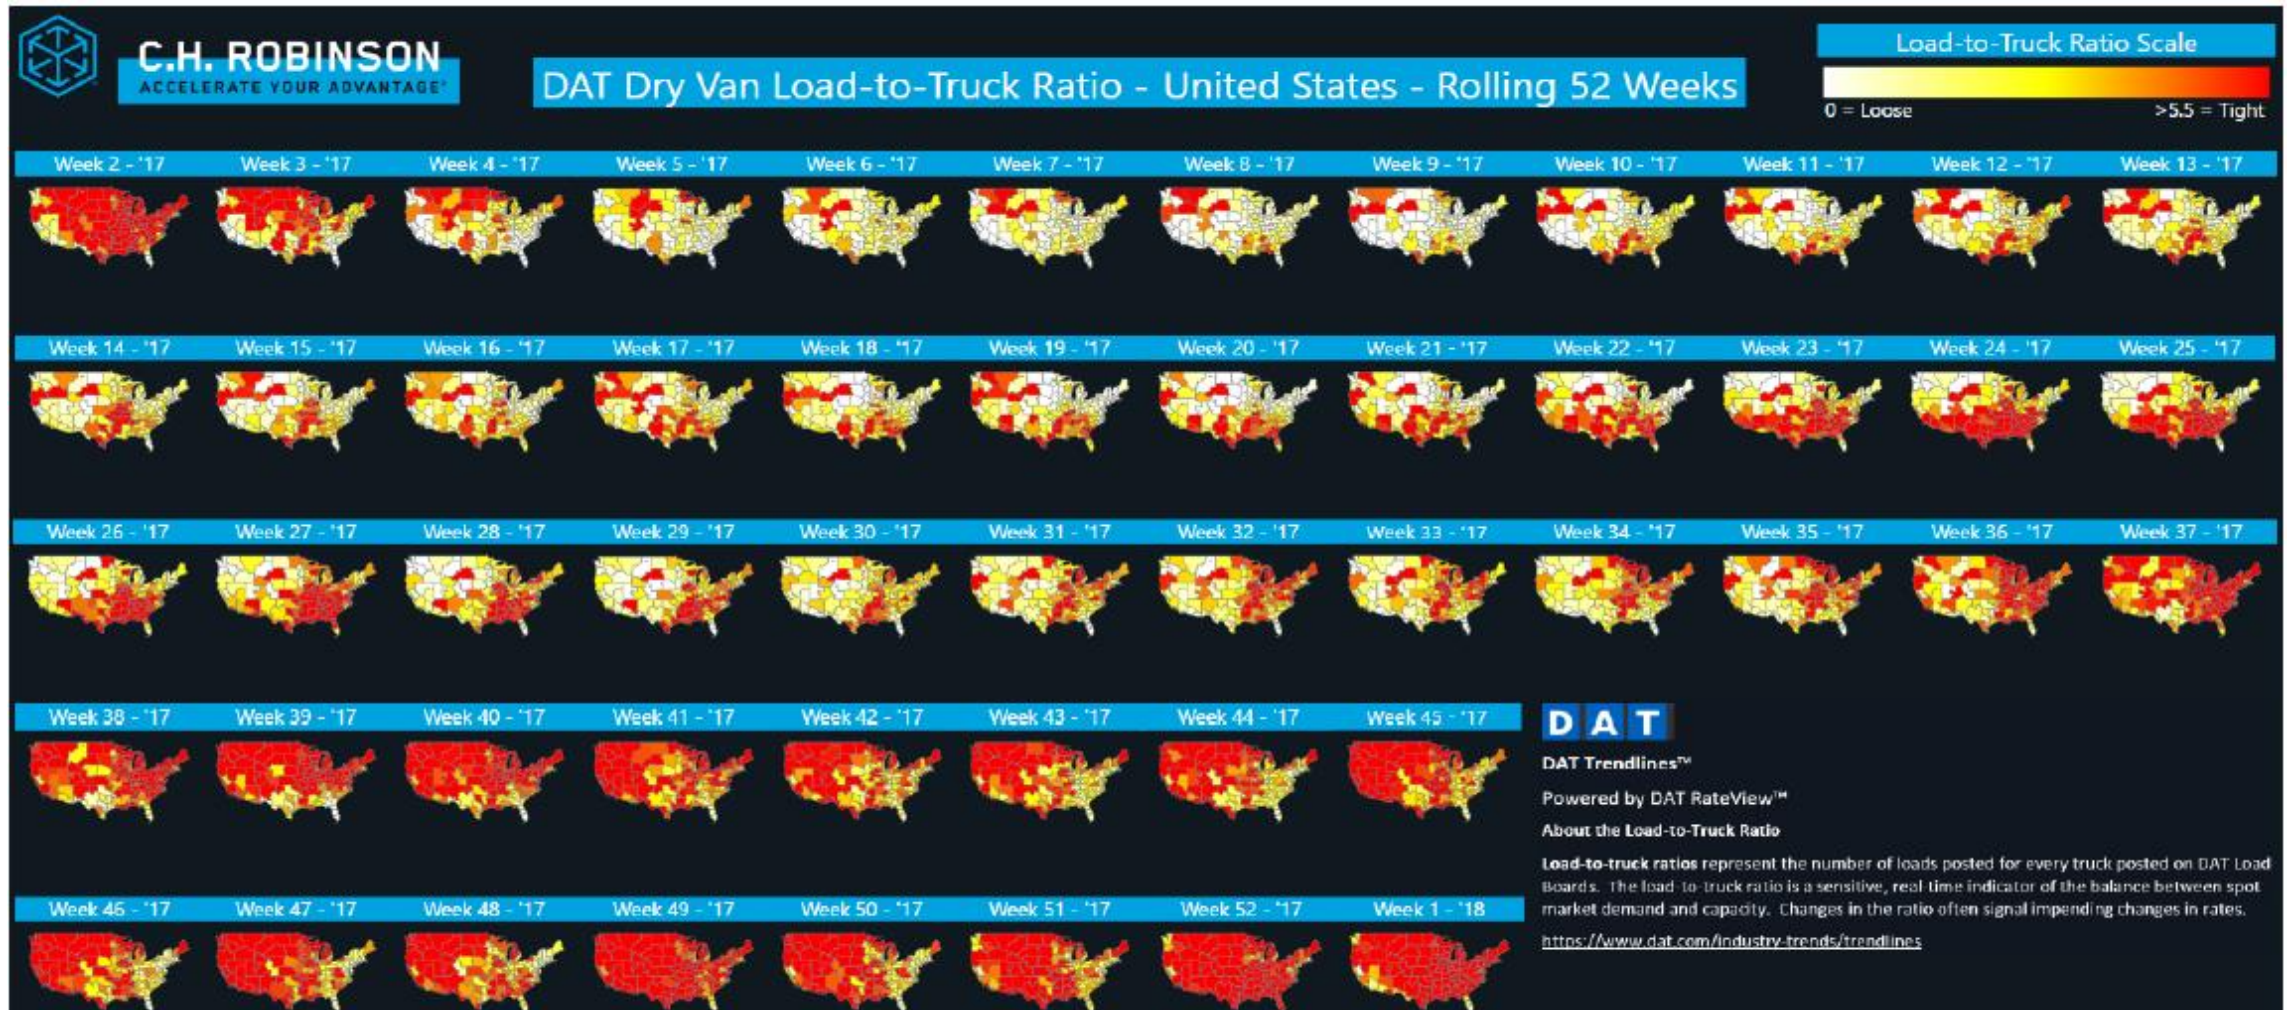 C.H. ROBINSON
ACCELERATE YOUR ADVANTAGE®
DAT Dry Van Load-to-Truck Ratio - United States - Rolling 52 Weeks
Load-to-Truck Ratio Scale
0 = Loose
>5.5 = Tight
Week 2 - '17
Week 3 - '17
Week 4 - '17
Week 5 - '17
Week 6 - '17
Week 7 - '17
Week 8 - '17
Week 9 - '17
Week 10 - '17
Week 11 - '17
Week 12 - '17
Week 13 - '17
Week 14 - '17
Week 15 - '17
Week 16 - '17
Week 17 - '17
Week 18 - '17
Week 19 - '17
Week 20 - '17
Week 21 - '17
Week 22 - '17
Week 23 - '17
Week 24 - '17
Week 25 - '17
Week 26 - '17
Week 27 - '17
Week 28 - '17
Week 29 - '17
Week 30 - '17
Week 31 - '17
Week 32 - '17
Week 33 - '17
Week 34 - '17
Week 35 - '17
Week 36 - '17
Week 37 - '17
Week 38 - '17
Week 39 - '17
Week 40 - '17
Week 41 - '17
Week 42 - '17
Week 43 - '17
Week 44 - '17
Week 45 - '17
Week 46 - '17
Week 47 - '17
Week 48 - '17
Week 49 - '17
Week 50 - '17
Week 51 - '17
Week 52 - '17
Week 1 - '18
DAT
DAT Trendlines™
Powered by DAT RateView™
About the Load-to-Truck Ratio
Load-to-truck ratios represent the number of loads posted for every truck posted on DAT Load
Boards. The load-to-truck ratio is a sensitive, real-time indicator of the balance between spot
market demand and capacity. Changes in the ratio often signal impending changes in rates.
https://www.dat.com/industry-trends/trendlines